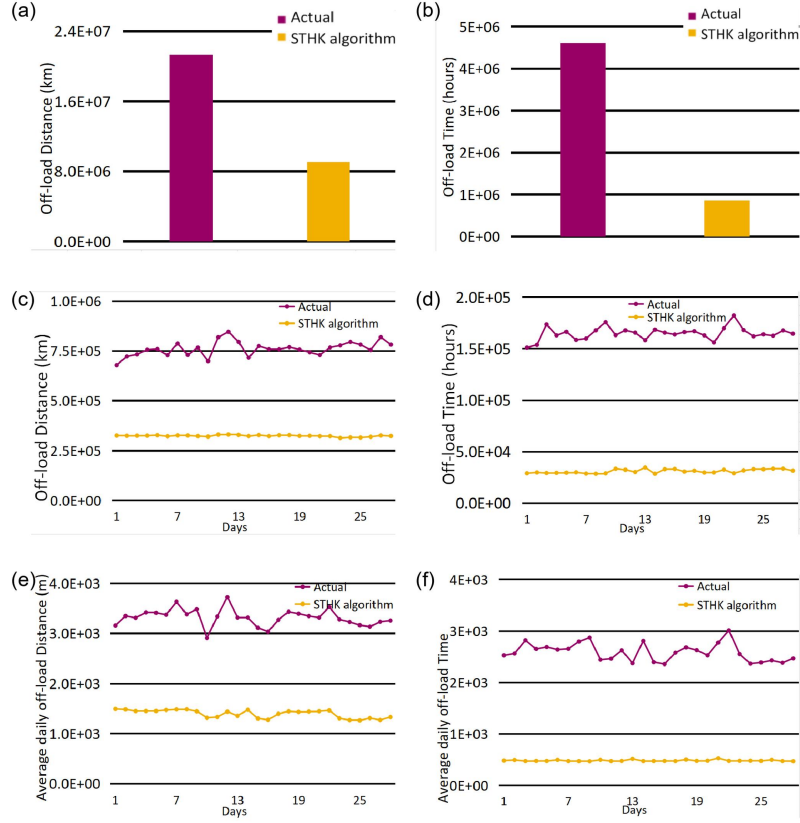 (a)
Actual
STHK algorithm
Off-load Distance (km)
2.4E+07
1.6E+07
8.0E+06
0.0E+00
(b)
Actual
STHK algorithm
Off-load Time (hours)
5E+06
4E+06
3E+06
2E+06
1E+06
0E+00
(c)
Actual
STHK algorithm
Off-load Distance (km)
1.0E+06
7.5E+05
5.0E+05
2.5E+05
0.0E+00
1 7 13 19 25
Days
(d)
Actual
STHK algorithm
Off-load Time (hours)
2.0E+05
1.5E+05
1.0E+05
5.0E+04
0.0E+00
1 7 13 19 25
Days
(e)
Actual
STHK algorithm
Average daily off-load Distance (m)
4.0E+03
3.0E+03
2.0E+03
1.0E+03
0.0E+00
1 7 13 19 25
Days
(f)
Actual
STHK algorithm
Average daily off-load Time
4E+03
3E+03
2E+03
1E+03
0E+00
1 7 13 19 25
Days